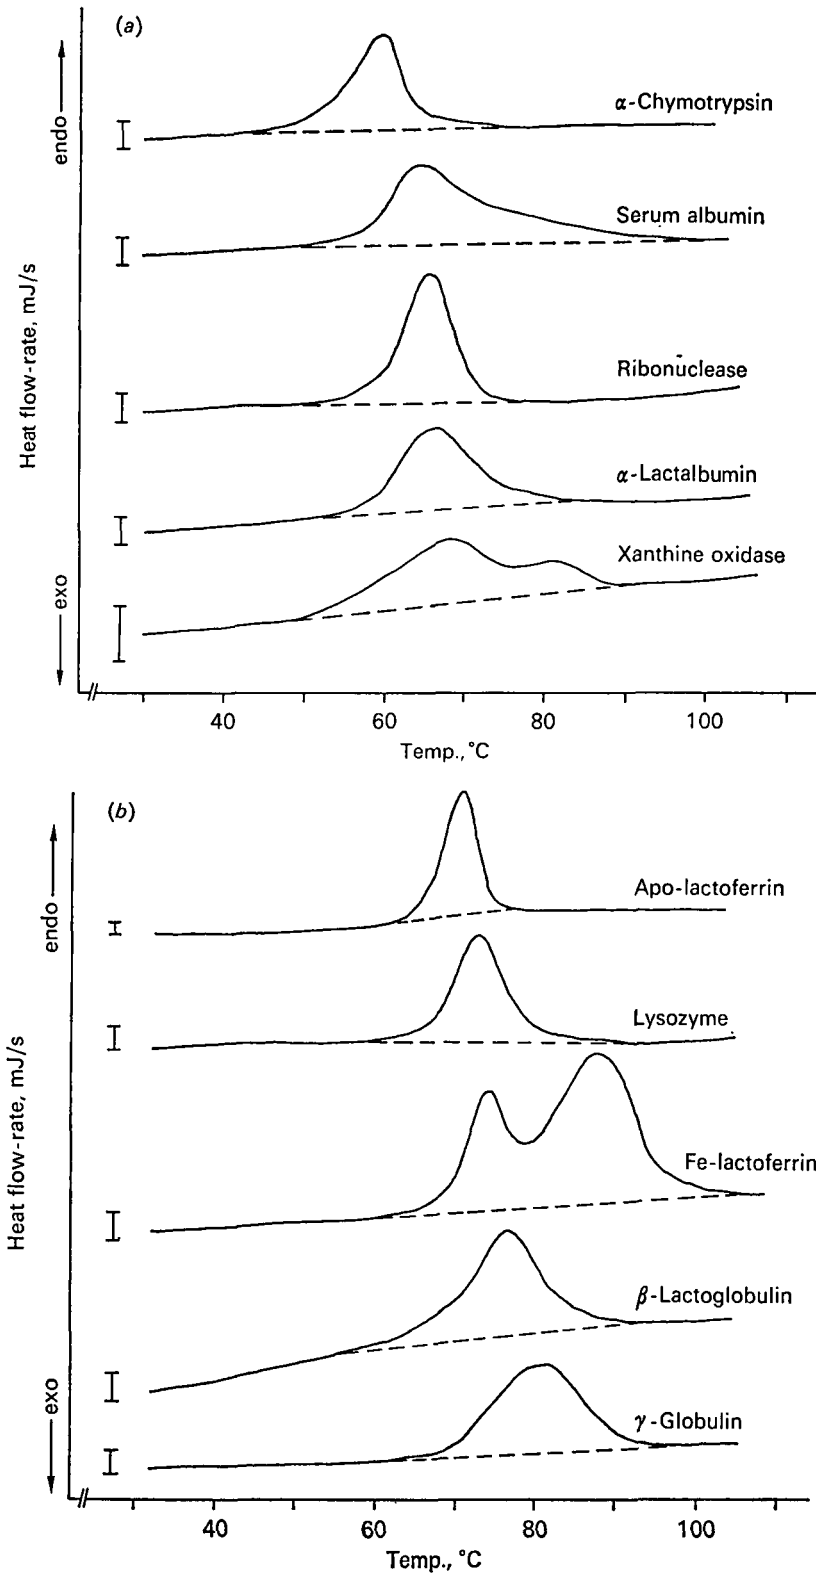 (a)
endo
Heat flow-rate, mJ/s
exo
α-Chymotrypsin
Serum albumin
Ribonuclease
α-Lactalbumin
Xanthine oxidase
40 60 80 100
Temp., °C
(b)
endo
Heat flow-rate, mJ/s
exo
Apo-lactoferrin
Lysozyme
Fe-lactoferrin
β-Lactoglobulin
γ-Globulin
40 60 80 100
Temp., °C